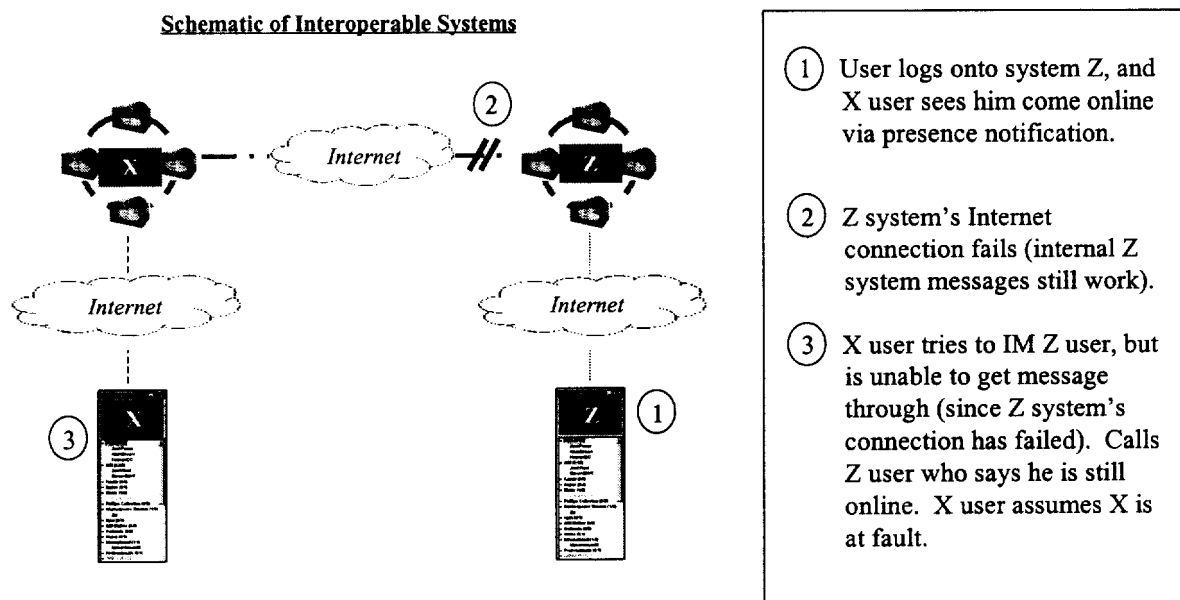 Schematic of Interoperable Systems
2
Internet
X
Z
Internet
Internet
X
Z
3
1
1 User logs onto system Z, and
X user sees him come online
via presence notification.
2 Z system's Internet
connection fails (internal Z
system messages still work).
3 X user tries to IM Z user, but
is unable to get message
through (since Z system's
connection has failed). Calls
Z user who says he is still
online. X user assumes X is
at fault.